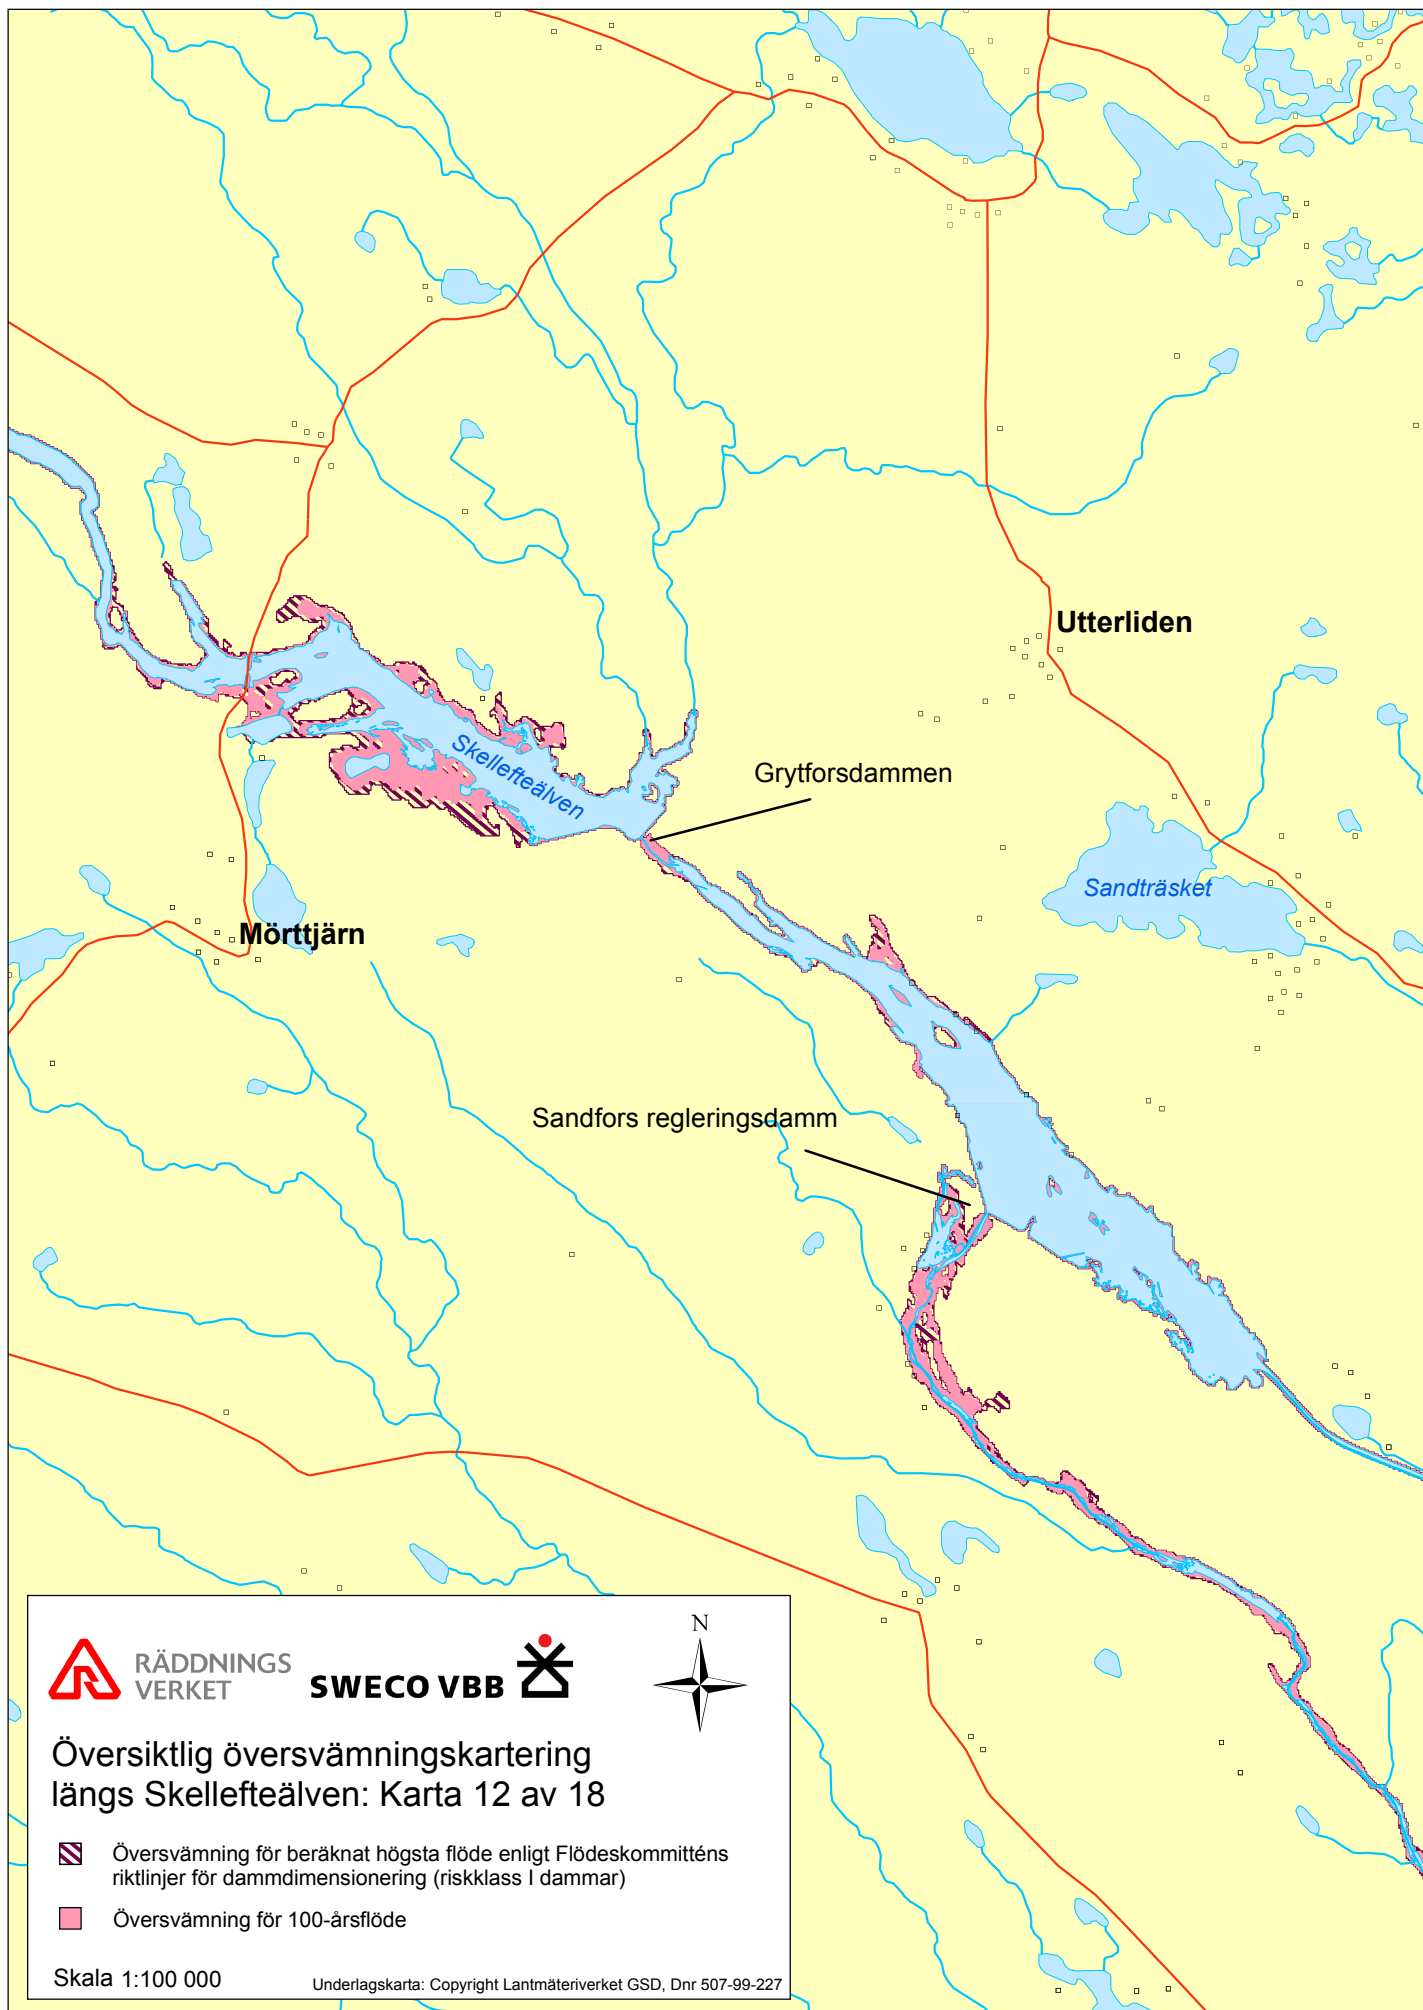 Utterliden
Skellefteälven
Grytforsdammen
Sandträsket
Mörttjärn
Sandfors regleringsdamm
N
RÄDDNINGS
VERKET
SWECO VBB
Översiktlig översvämningskartering
längs Skellefteälven: Karta 12 av 18
Översvämning för beräknat högsta flöde enligt Flödeskommitténs
riktlinjer för dammdimensionering (riskklass I dammar)
Översvämning för 100-årsflöde
Skala 1:100 000
Underlagskarta: Copyright Lantmäteriverket GSD, Dnr 507-99-227